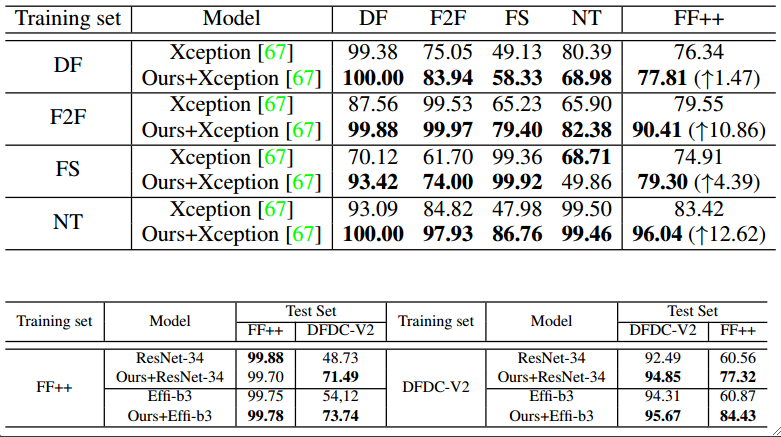 Training set Model DF F2F FS NT FF++
DF Xception [67] 99.38 75.05 49.13 80.39 76.34
Ours+Xception [67] 100.00 83.94 58.33 68.98 77.81 (↑1.47)
F2F Xception [67] 87.56 99.53 65.23 65.90 79.55
Ours+Xception [67] 99.88 99.97 79.40 82.38 90.41 (↑10.86)
FS Xception [67] 70.12 61.70 99.36 68.71 74.91
Ours+Xception [67] 93.42 74.00 99.92 49.86 79.30 (↑4.39)
NT Xception [67] 93.09 84.82 47.98 99.50 83.42
Ours+Xception [67] 100.00 97.93 86.76 99.46 96.04 (↑12.62)
Training set Model Test Set Training set Model Test Set
FF++ DFDC-V2 DFDC-V2 FF++
FF++ ResNet-34 99.88 48.73 DFDC-V2 ResNet-34 92.49 60.56
Ours+ResNet-34 99.70 71.49 Ours+ResNet-34 94.85 77.32
Effi-b3 99.75 54,12 Effi-b3 94.31 60.87
Ours+Effi-b3 99.78 73.74 Ours+Effi-b3 95.67 84.43